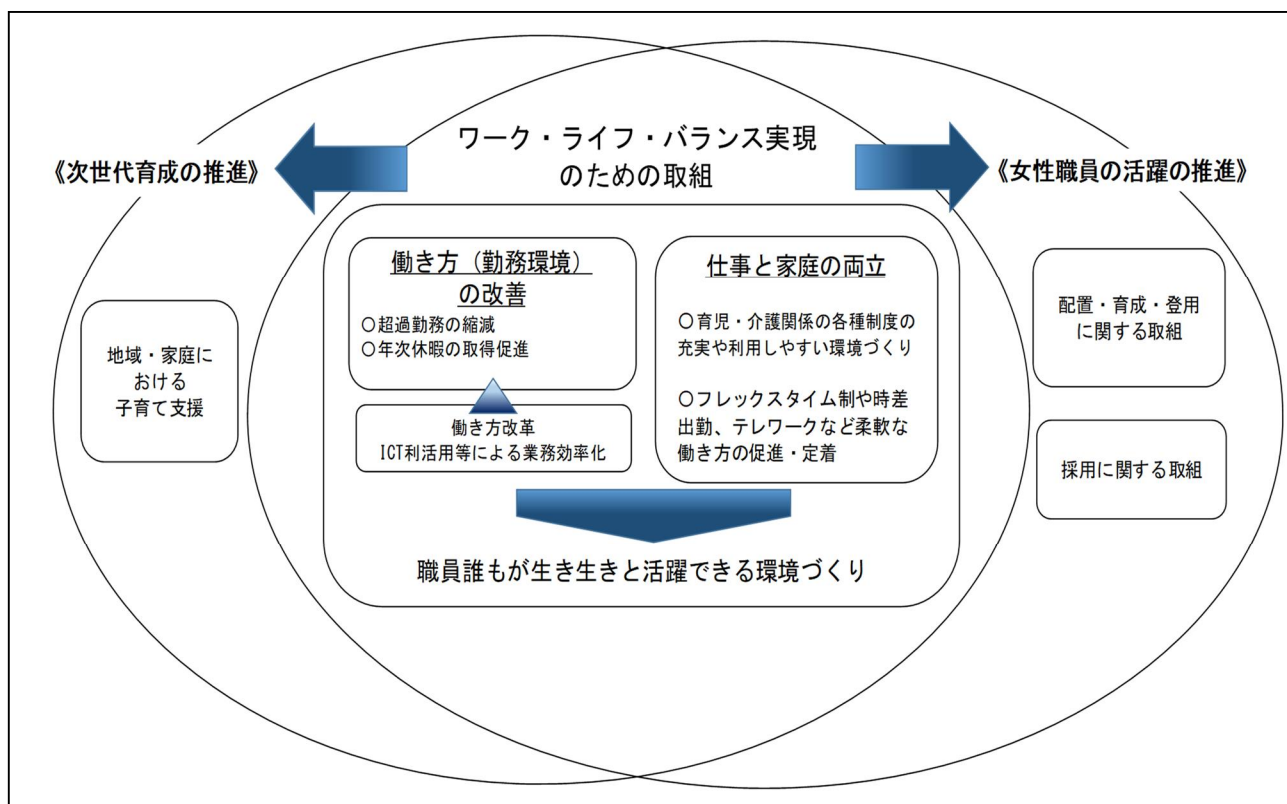 ワーク・ライフ・バランス実現
のための取組
《次世代育成の推進》
《女性職員の活躍の推進》
地域・家庭に
おける
子育て支援
働き方（勤務環境）
の改善
○超過勤務の縮減
○年次休暇の取得促進
働き方改革
ICT利活用等による業務効率化
仕事と家庭の両立
○育児・介護関係の各種制度の
充実や利用しやすい環境づくり
○フレックスタイム制や時差
出勤、テレワークなど柔軟な
働き方の促進・定着
職員誰もが生き生きと活躍できる環境づくり
配置・育成・登用
に関する取組
採用に関する取組